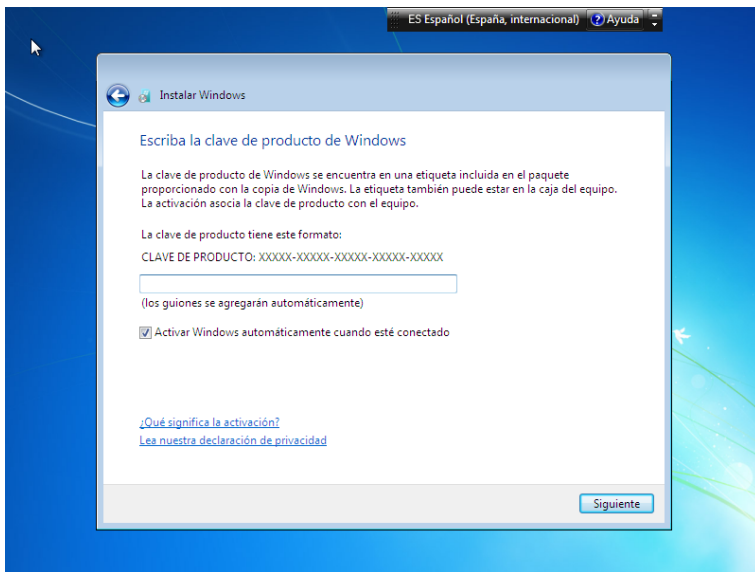 ES Español (España, internacional) Ayuda
Instalar Windows
Escriba la clave de producto de Windows
La clave de producto de Windows se encuentra en una etiqueta incluida en el paquete
proporcionado con la copia de Windows. La etiqueta también puede estar en la caja del equipo.
La activación asocia la clave de producto con el equipo.
La clave de producto tiene este formato:
CLAVE DE PRODUCTO: XXXXX-XXXXX-XXXXX-XXXXX-XXXXX
(los guiones se agregarán automáticamente)
Activar Windows automáticamente cuando esté conectado
¿Qué significa la activación?
Lea nuestra declaración de privacidad
Siguiente